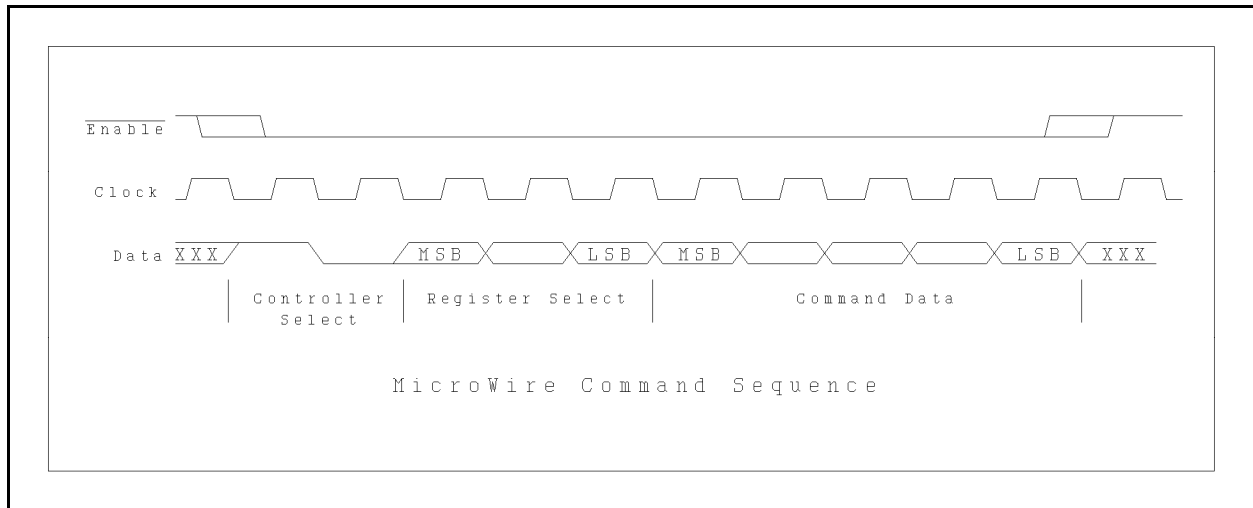 Enable
Clock
Data XXX MSB LSB MSB LSB XXX
Controller Select Register Select Command Data
MicroWire Command Sequence